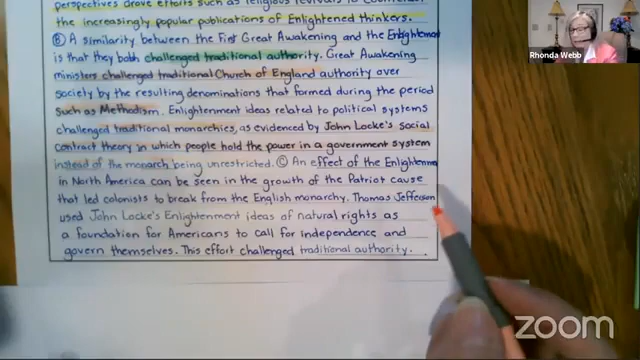 perspectives drove efforts such as religious revivals to counteract
the increasingly popular publications of Enlightened thinkers.
Ⓑ A similarity between the First Great Awakening and the Enlightenment
is that they both challenged traditional authority. Great Awakening
ministers challenged traditional Church of England authority over
society by the resulting denominations that formed during the period
such as Methodism. Enlightenment ideas related to political systems
challenged traditional monarchies, as evidenced by John Locke's social
contract theory in which people hold the power in a government system
instead of the monarch being unrestricted. Ⓒ An effect of the Enlightenment
in North America can be seen in the growth of the Patriot cause
that led colonists to break from the English monarchy. Thomas Jefferson
used John Locke's Enlightenment ideas of natural rights as
a foundation for Americans to call for independence and
govern themselves. This effort challenged traditional authority.
Rhonda Webb
zoom